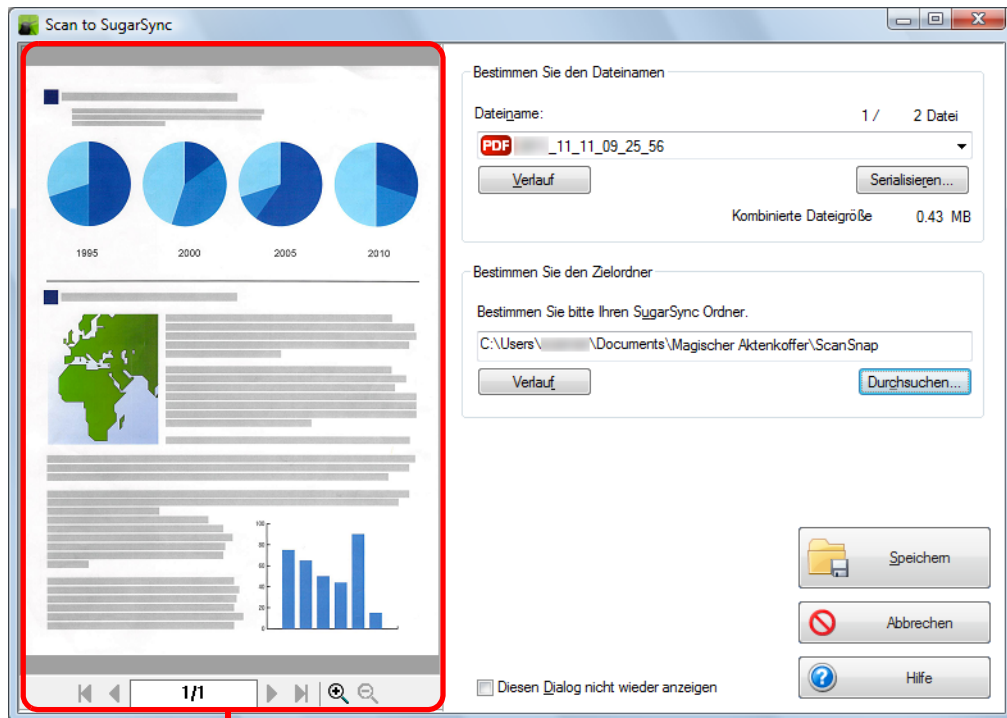 Scan to SugarSync
1995 2000 2005 2010
100
80
60
40
20
0
1/1
Bestimmen Sie den Dateinamen
Dateiname: 1 / 2 Datei
PDF _11_11_09_25_56
Verlauf Serialisieren...
Kombinierte Dateigröße 0.43 MB
Bestimmen Sie den Zielordner
Bestimmen Sie bitte Ihren SugarSync Ordner.
C:\Users\ \Documents\Magischer Aktenkoffer\ScanSnap
Verlauf Durchsuchen...
Speichern
Abbrechen
Hilfe
Diesen Dialog nicht wieder anzeigen